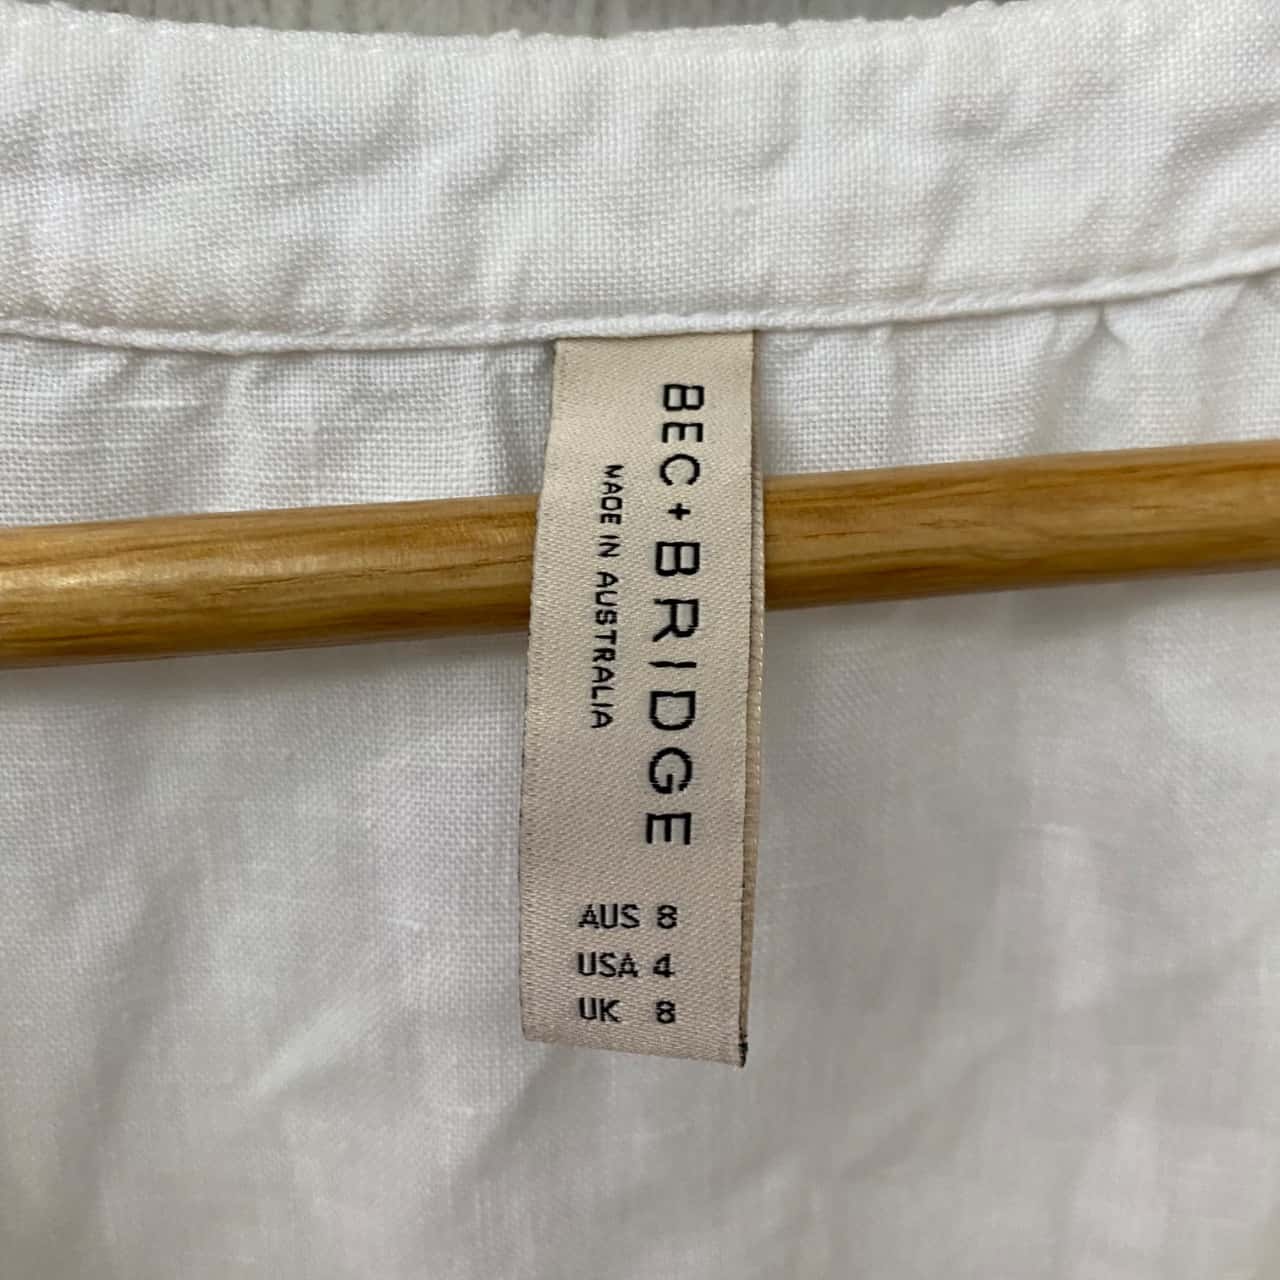 BEC+BRIDGE
MADE IN AUSTRALIA
AUS 8
USA 4
UK 8